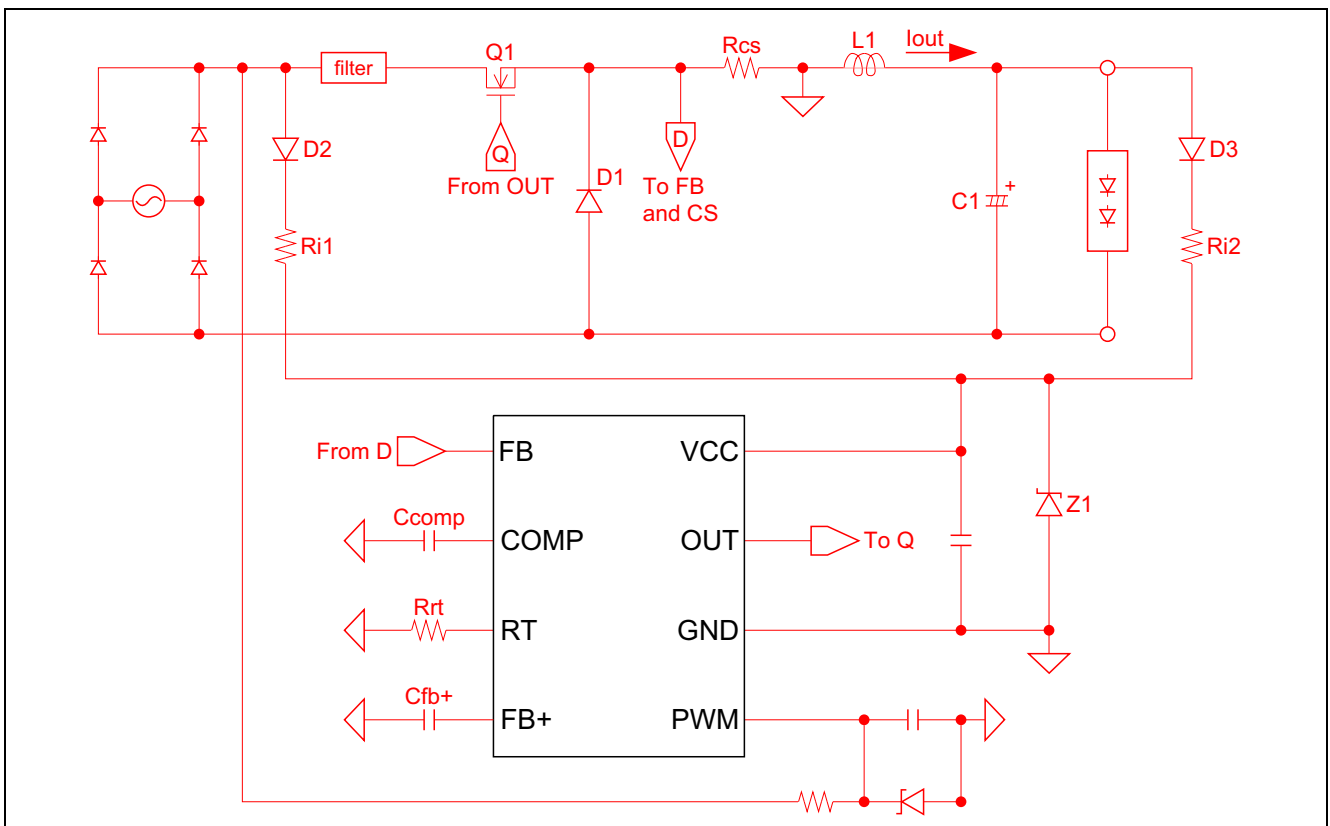 Q1
Rcs
L1
Iout
filter
D2
Q
D
D1
D3
From OUT
To FB
and CS
C1
+
Ri1
Ri2
From D
FB
VCC
Z1
Ccomp
COMP
OUT
To Q
Rrt
RT
GND
Cfb+
FB+
PWM